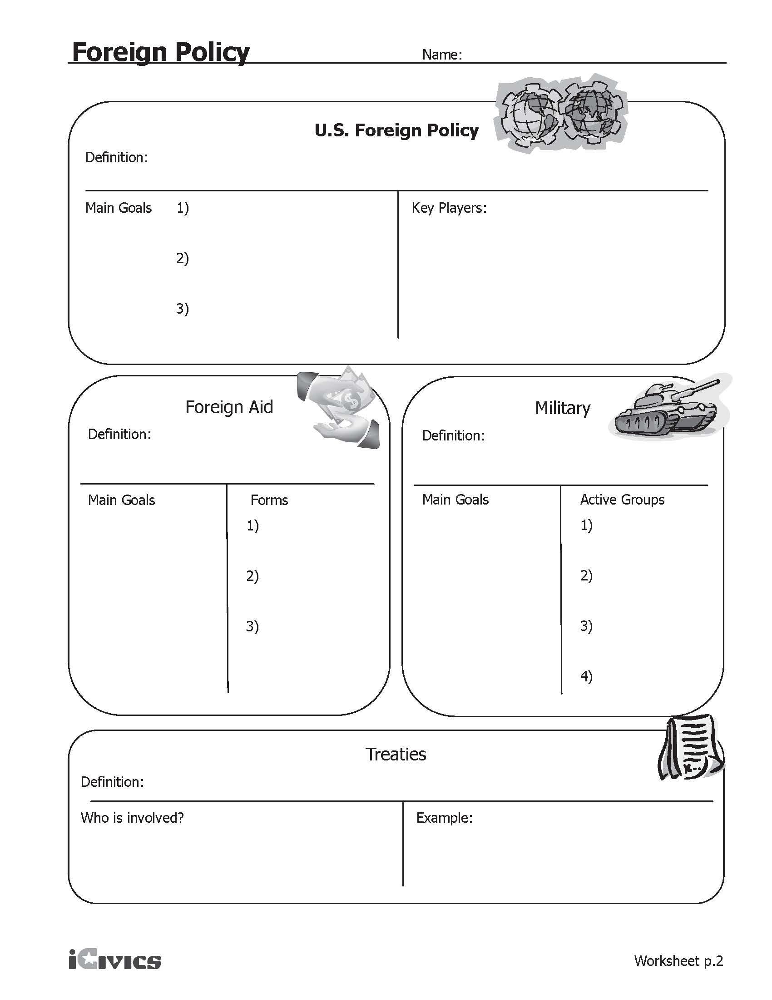 Foreign Policy
Name:
U.S. Foreign Policy
Definition:
Main Goals 1)
2)
3)
Key Players:
Foreign Aid
Definition:
Main Goals
Forms
1)
2)
3)
Military
Definition:
Main Goals
Active Groups
1)
2)
3)
4)
Treaties
Definition:
Who is involved?
Example:
iCIVICS
Worksheet p.2